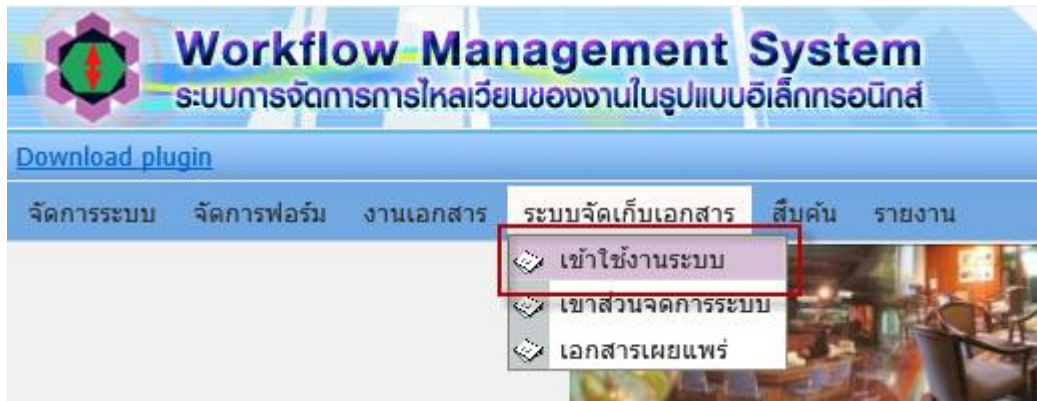 Workflow Management System
ระบบการจัดการการไหลเวียนของงานในรูปแบบอิเล็กทรอนิกส์
Download plugin
จัดการระบบ จัดการฟอร์ม งานเอกสาร ระบบจัดเก็บเอกสาร สืบค้น รายงาน
เข้าใช้งานระบบ
เข้าส่วนจัดการระบบ
เอกสารเผยแพร่